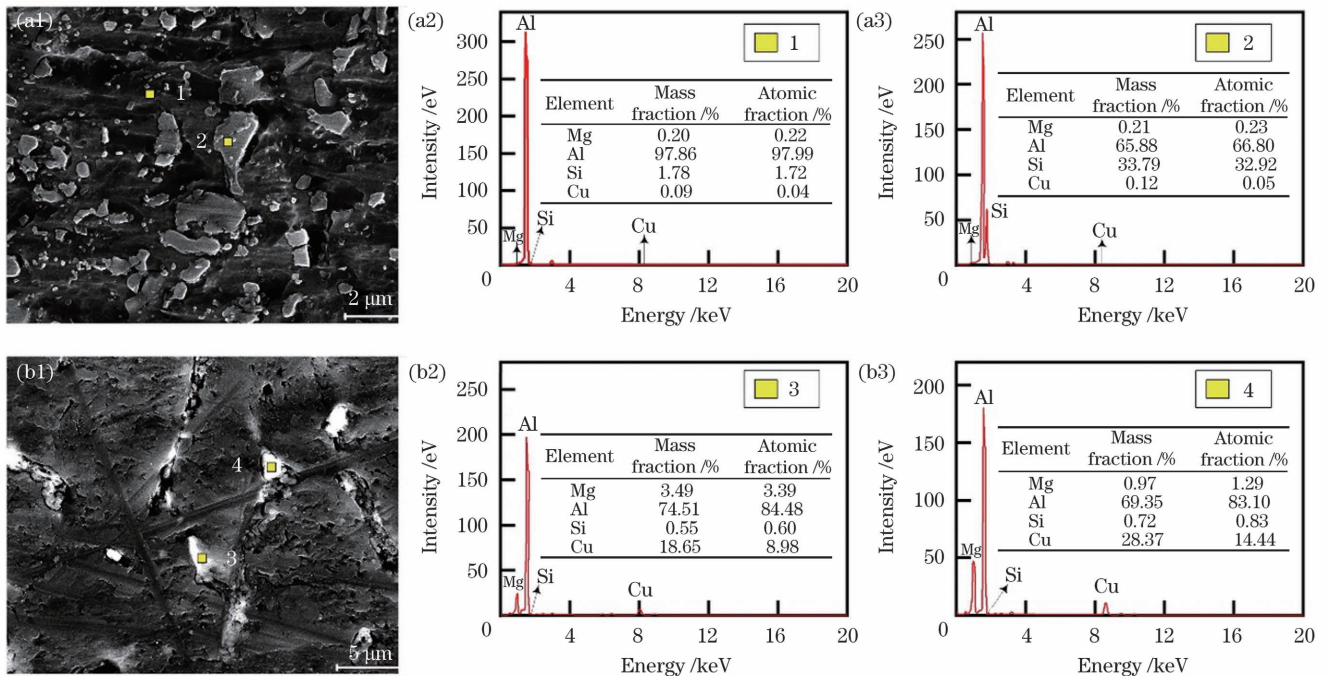 (a1)
1
2
2 μm
(a2)
Al
1
300
250
200
150
100
50
0
Intensity /eV
Element Mass fraction /% Atomic fraction /%
Mg 0.20 0.22
Al 97.86 97.99
Si 1.78 1.72
Cu 0.09 0.04
Mg
Si
Cu
4 8 12 16 20
Energy /keV
(a3)
Al
2
250
200
150
100
50
0
Intensity /eV
Element Mass fraction /% Atomic fraction /%
Mg 0.21 0.23
Al 65.88 66.80
Si 33.79 32.92
Cu 0.12 0.05
Mg
Si
Cu
4 8 12 16 20
Energy /keV
(b1)
4
3
5 μm
(b2)
Al
3
250
200
150
100
50
0
Intensity /eV
Element Mass fraction /% Atomic fraction /%
Mg 3.49 3.39
Al 74.51 84.48
Si 0.55 0.60
Cu 18.65 8.98
Mg
Si
Cu
4 8 12 16 20
Energy /keV
(b3)
Al
4
200
150
100
50
0
Intensity /eV
Element Mass fraction /% Atomic fraction /%
Mg 0.97 1.29
Al 69.35 83.10
Si 0.72 0.83
Cu 28.37 14.44
Mg
Si
Cu
4 8 12 16 20
Energy /keV